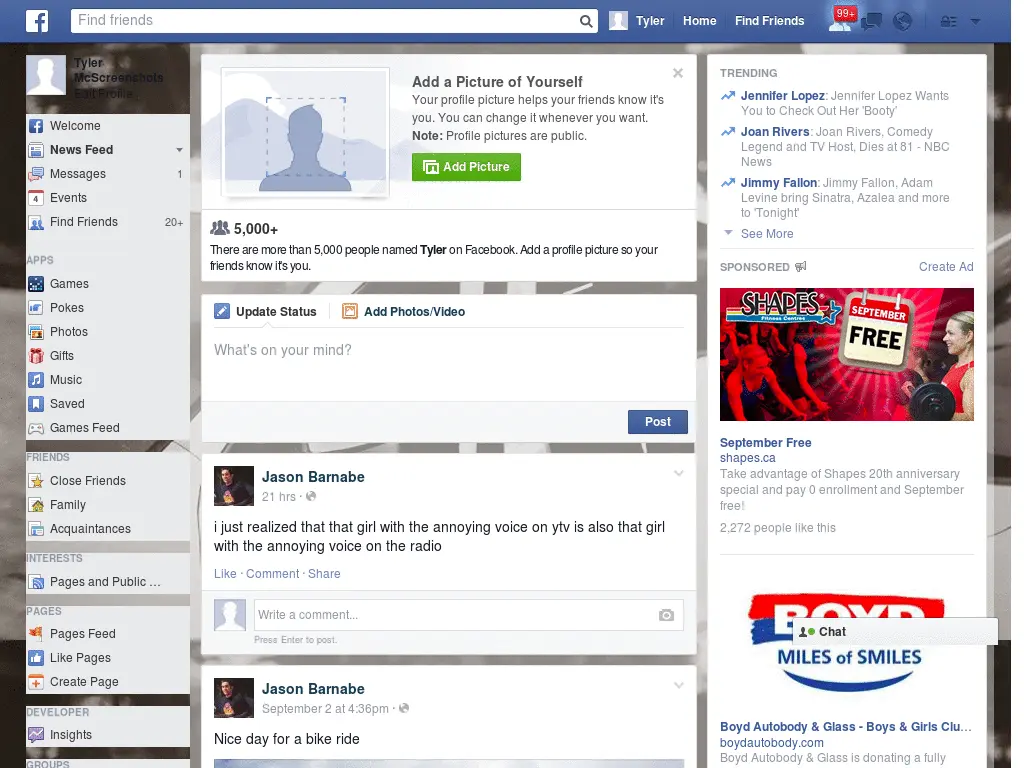 Find friends
Tyler
Home
Find Friends
99+
Tyler
McScreenshots
Edit Profile
Welcome
News Feed
Messages
1
4
Events
Find Friends
20+
APPS
Games
Pokes
Photos
Gifts
Music
Saved
Games Feed
FRIENDS
Close Friends
Family
Acquaintances
INTERESTS
Pages and Public ...
PAGES
Pages Feed
Like Pages
Create Page
DEVELOPER
Insights
GROUPS
Add a Picture of Yourself
Your profile picture helps your friends know it's
you. You can change it whenever you want.
Note: Profile pictures are public.
Add Picture
5,000+
There are more than 5,000 people named Tyler on Facebook. Add a profile picture so your
friends know it's you.
Update Status
Add Photos/Video
What's on your mind?
Post
Jason Barnabe
21 hrs ·
i just realized that that girl with the annoying voice on ytv is also that girl
with the annoying voice on the radio
Like · Comment · Share
Write a comment...
Press Enter to post.
Jason Barnabe
September 2 at 4:36pm ·
Nice day for a bike ride
TRENDING
Jennifer Lopez: Jennifer Lopez Wants
You to Check Out Her 'Booty'
Joan Rivers: Joan Rivers, Comedy
Legend and TV Host, Dies at 81 - NBC
News
Jimmy Fallon: Jimmy Fallon, Adam
Levine bring Sinatra, Azalea and more
to 'Tonight'
See More
SPONSORED
Create Ad
SHAPES
Fitness Centres
SEPTEMBER
FREE
September Free
shapes.ca
Take advantage of Shapes 20th anniversary
special and pay 0 enrollment and September
free!
2,272 people like this
BOYD
Chat
MILES of SMILES
Boyd Autobody & Glass - Boys & Girls Clu...
boydautobody.com
Boyd Autobody & Glass is donating a fully